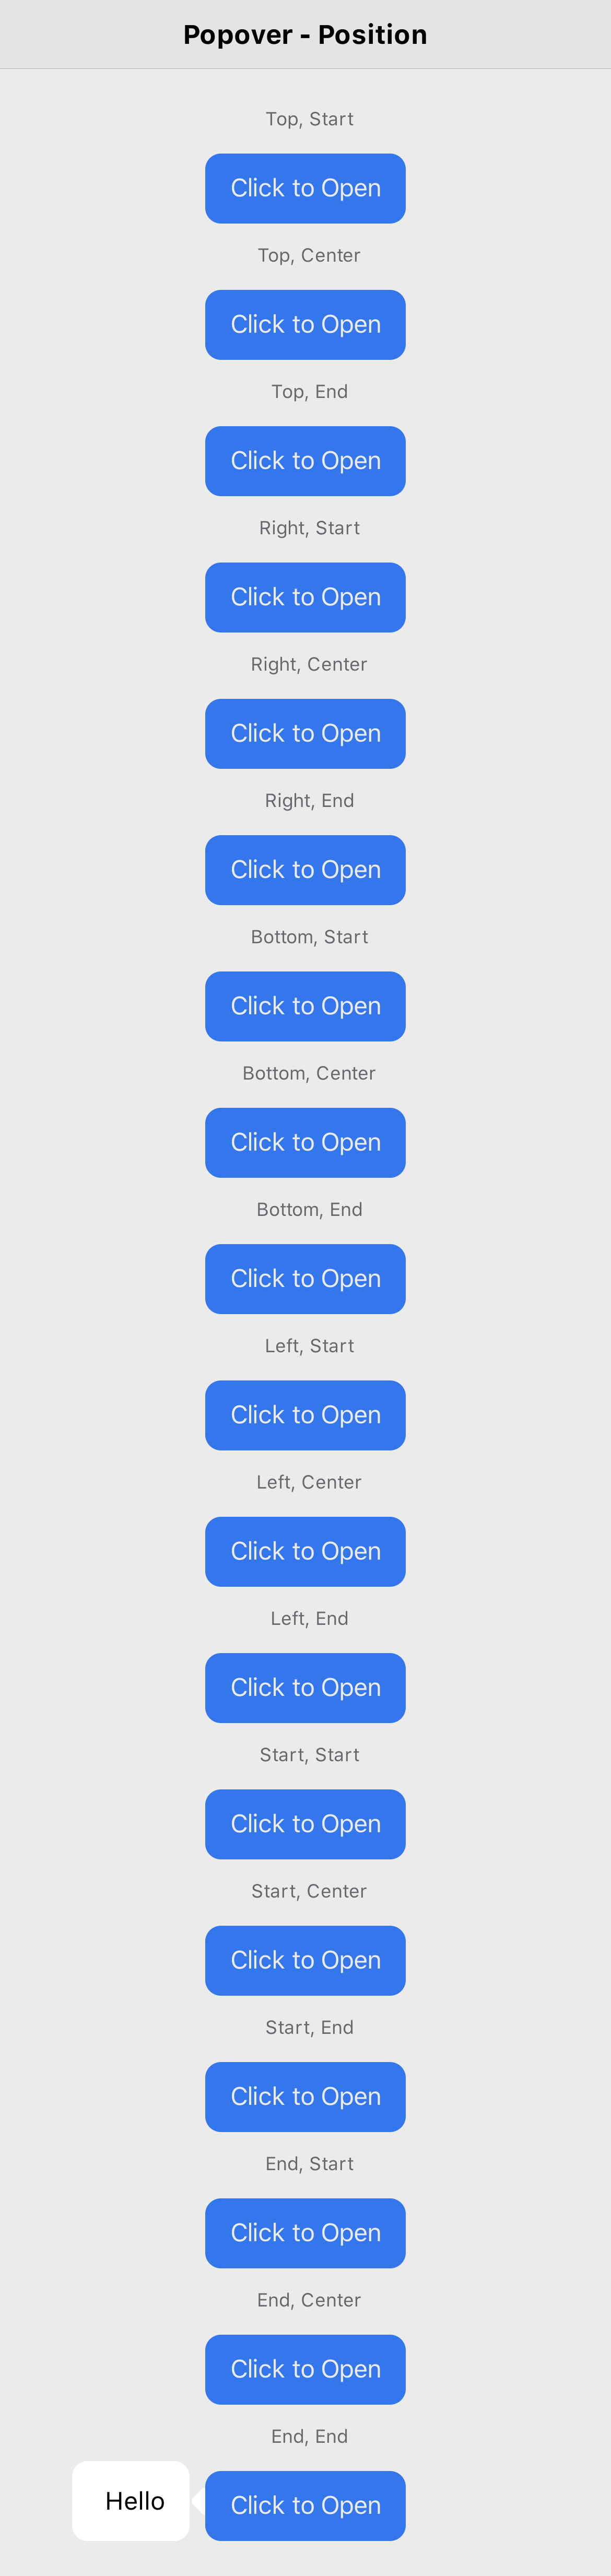 Popover - Position
Top, Start
Click to Open
Top, Center
Click to Open
Top, End
Click to Open
Right, Start
Click to Open
Right, Center
Click to Open
Right, End
Click to Open
Bottom, Start
Click to Open
Bottom, Center
Click to Open
Bottom, End
Click to Open
Left, Start
Click to Open
Left, Center
Click to Open
Left, End
Click to Open
Start, Start
Click to Open
Start, Center
Click to Open
Start, End
Click to Open
End, Start
Click to Open
End, Center
Click to Open
End, End
Hello
Click to Open